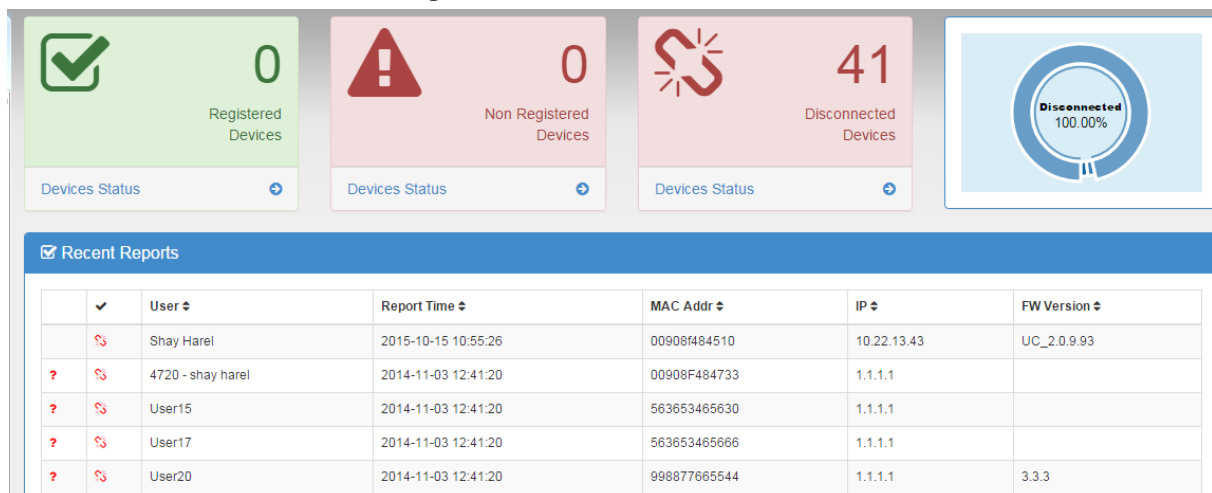 0
Registered
Devices
Devices Status
0
Non Registered
Devices
Devices Status
41
Disconnected
Devices
Devices Status
Disconnected
100.00%
Recent Reports
User Report Time MAC Addr IP FW Version
Shay Harel 2015-10-15 10:55:26 00908f484510 10.22.13.43 UC_2.0.9.93
? 4720 - shay harel 2014-11-03 12:41:20 00908F484733 1.1.1.1
? User15 2014-11-03 12:41:20 563653465630 1.1.1.1
? User17 2014-11-03 12:41:20 563653465666 1.1.1.1
? User20 2014-11-03 12:41:20 998877665544 1.1.1.1 3.3.3